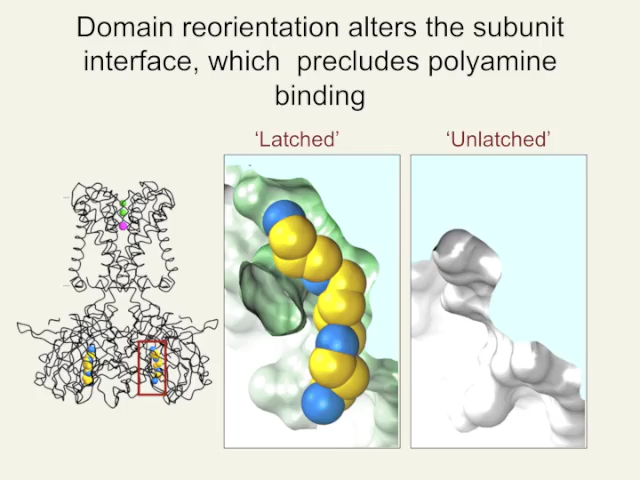 Domain reorientation alters the subunit
interface, which precludes polyamine
binding
‘Latched’
‘Unlatched’